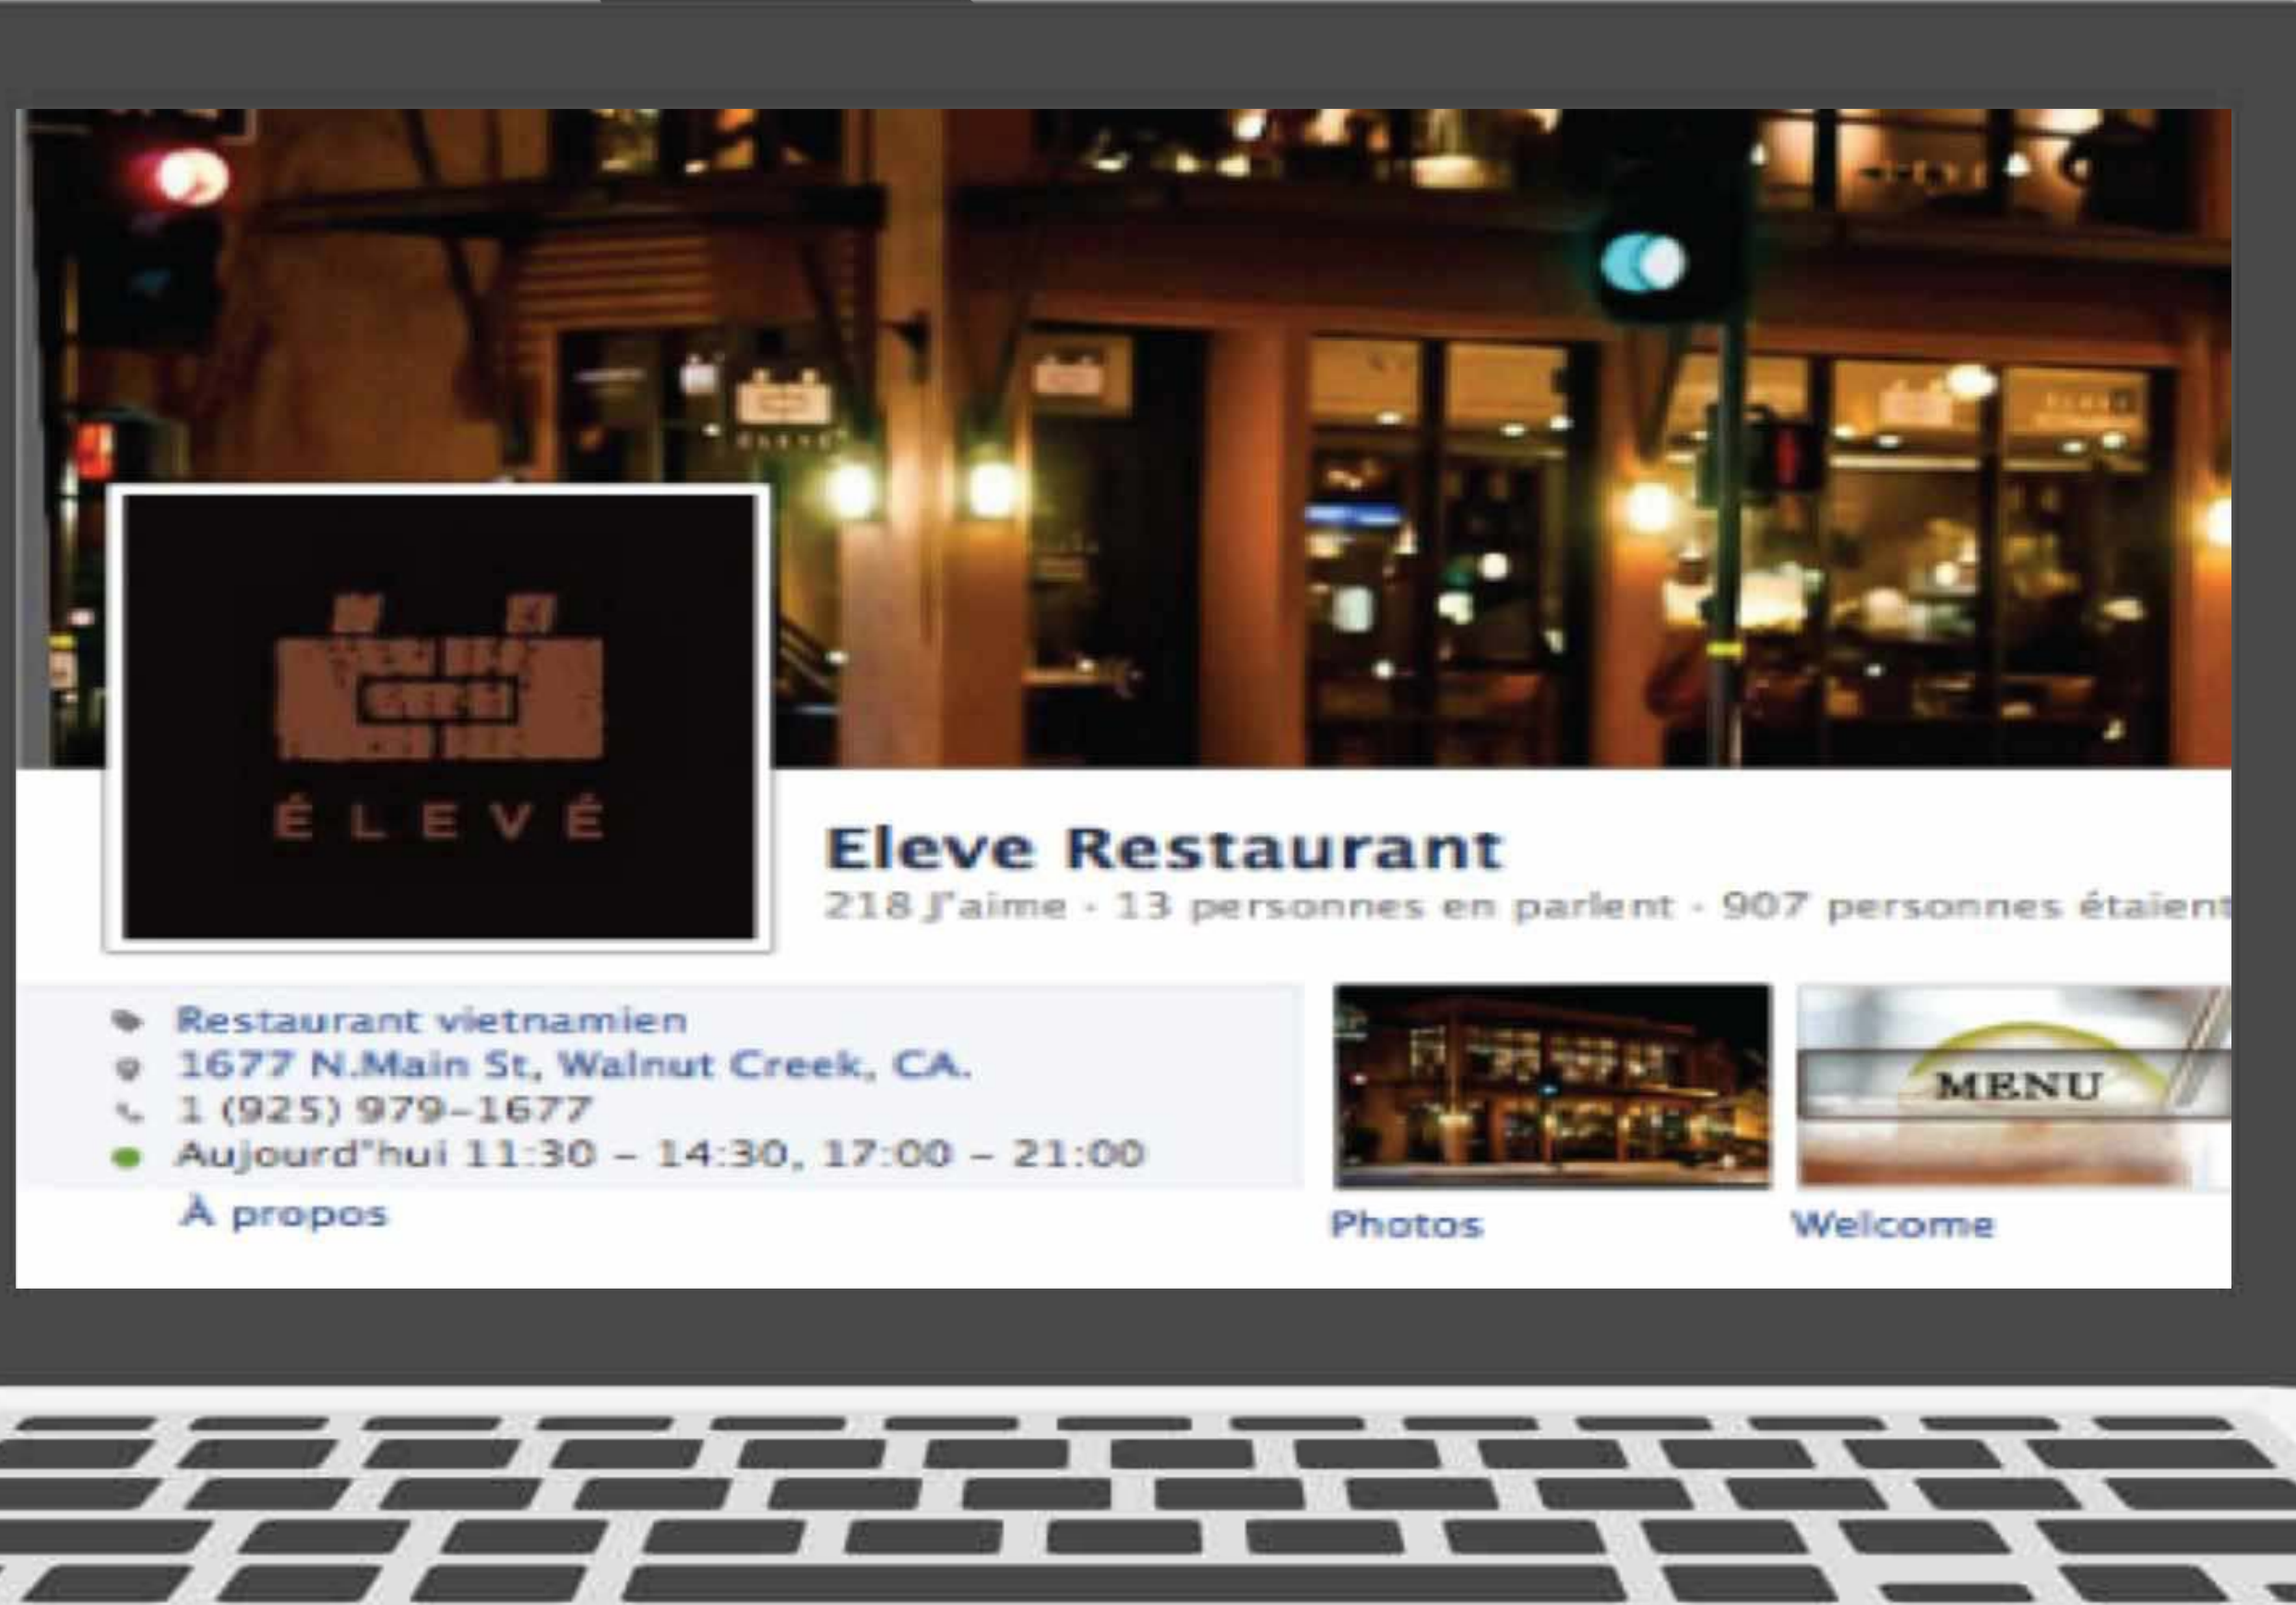 ÉLEVÉ
ÉLEVÉ
Eleve Restaurant
218 J'aime · 13 personnes en parlent · 907 personnes étaient
Restaurant vietnamien
1677 N.Main St, Walnut Creek, CA.
1 (925) 979-1677
Aujourd'hui 11:30 - 14:30, 17:00 - 21:00
À propos
MENU
Photos
Welcome